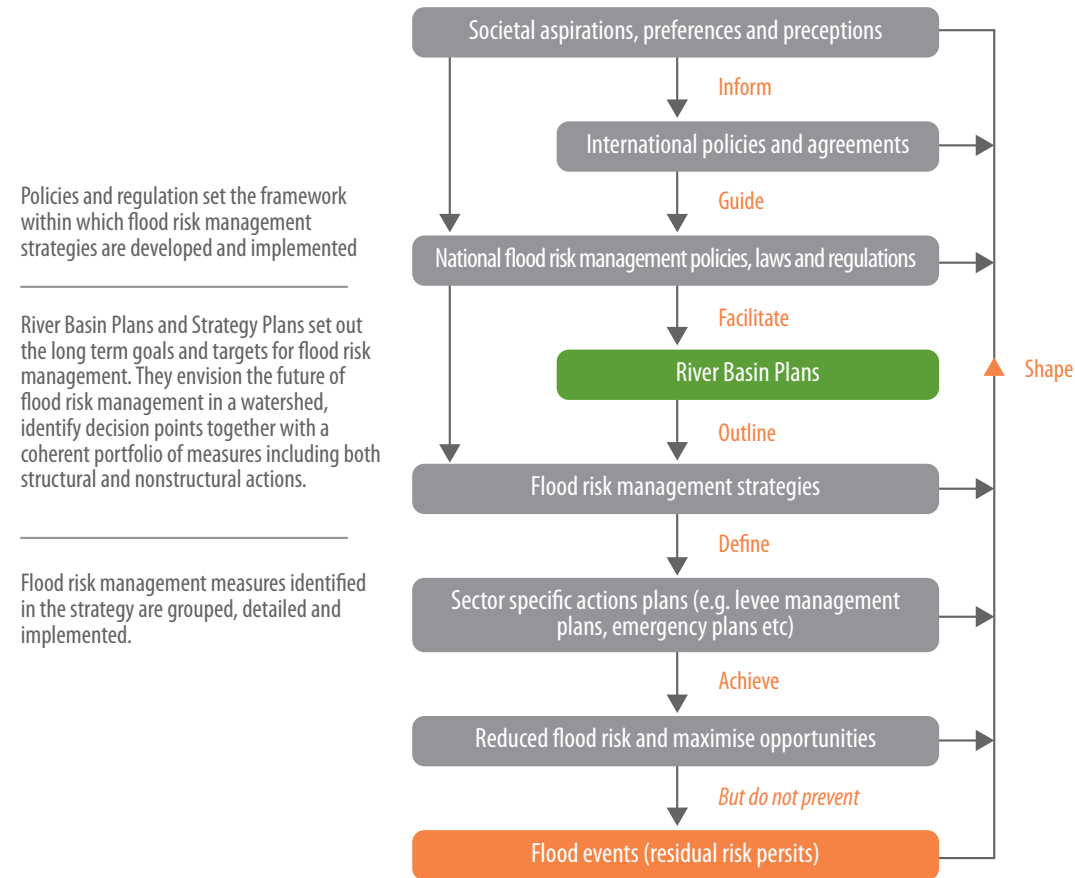 Societal aspirations, preferences and preceptions
Inform
International policies and agreements
Policies and regulation set the framework
within which flood risk management
strategies are developed and implemented
Guide
National flood risk management policies, laws and regulations
Facilitate
River Basin Plans and Strategy Plans set out
the long term goals and targets for flood risk
management. They envision the future of
flood risk management in a watershed,
identify decision points together with a
coherent portfolio of measures including both
structural and nonstructural actions.
River Basin Plans
Shape
Outline
Flood risk management strategies
Define
Flood risk management measures identified
in the strategy are grouped, detailed and
implemented.
Sector specific actions plans (e.g. levee management
plans, emergency plans etc)
Achieve
Reduced flood risk and maximise opportunities
But do not prevent
Flood events (residual risk persits)